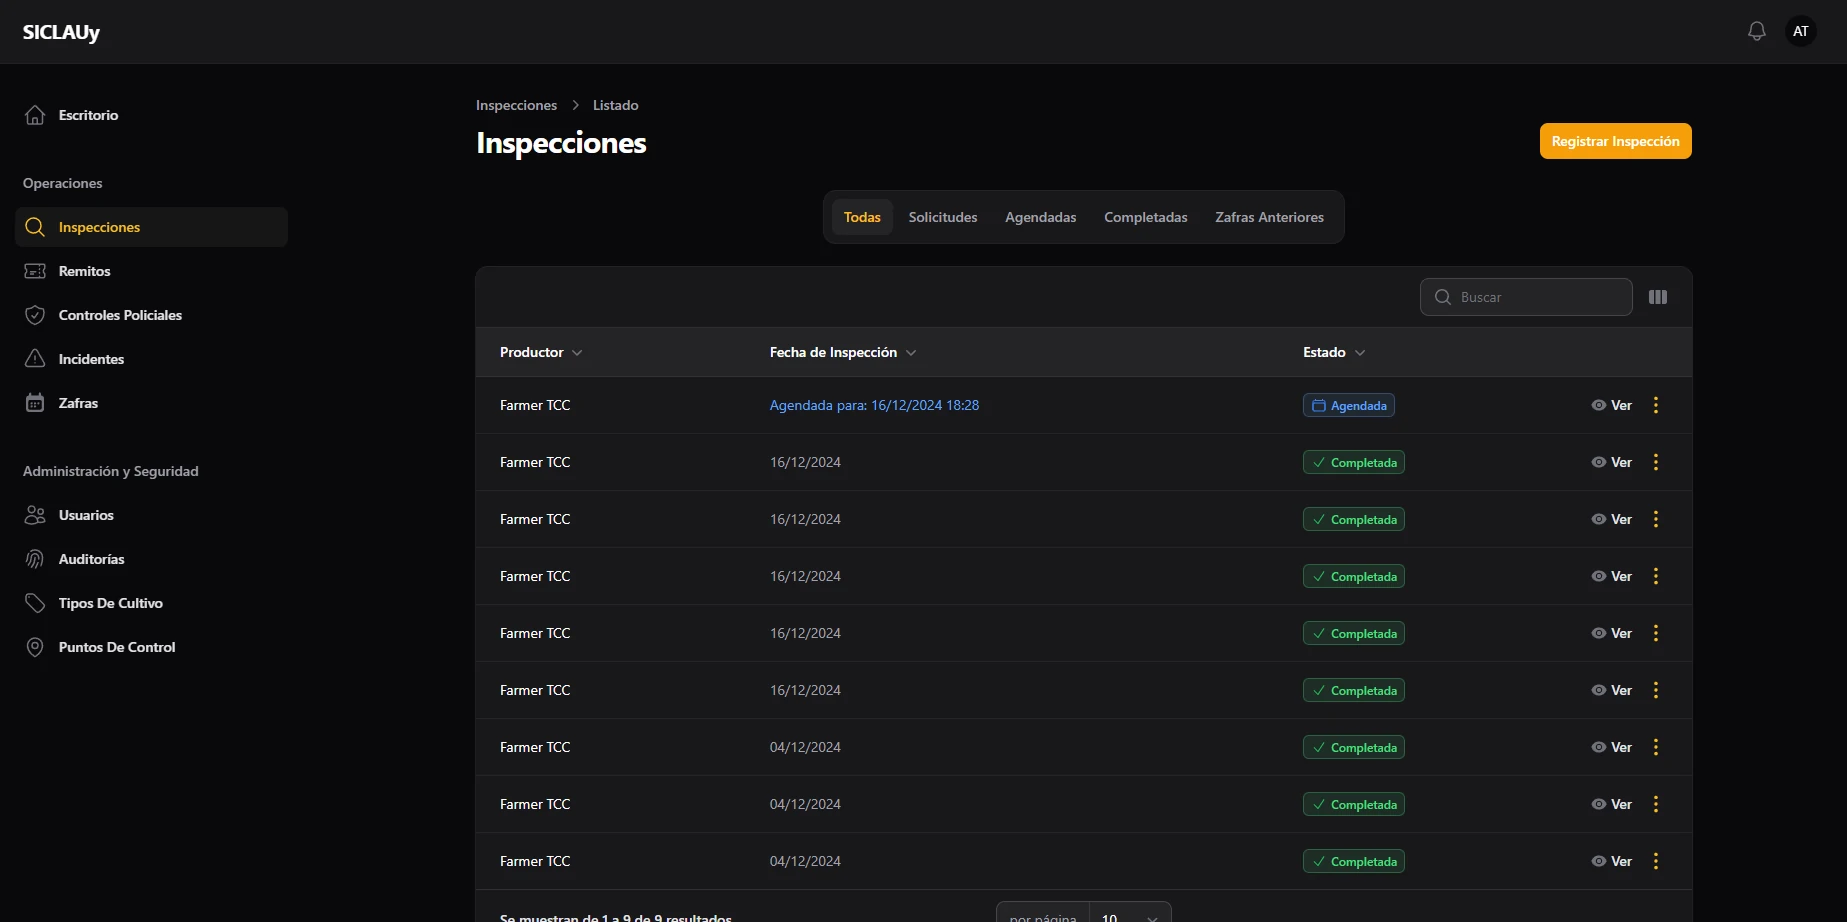 SICLAUy
AT
Escritorio
Operaciones
Inspecciones
Remitos
Controles Policiales
Incidentes
Zafras
Administración y Seguridad
Usuarios
Auditorías
Tipos De Cultivo
Puntos De Control
Inspecciones > Listado
Inspecciones
Registrar Inspección
Todas Solicitudes Agendadas Completadas Zafras Anteriores
Buscar
Productor Fecha de Inspección Estado
Farmer TCC Agendada para: 16/12/2024 18:28 Agendada Ver
Farmer TCC 16/12/2024 Completada Ver
Farmer TCC 16/12/2024 Completada Ver
Farmer TCC 16/12/2024 Completada Ver
Farmer TCC 16/12/2024 Completada Ver
Farmer TCC 16/12/2024 Completada Ver
Farmer TCC 04/12/2024 Completada Ver
Farmer TCC 04/12/2024 Completada Ver
Farmer TCC 04/12/2024 Completada Ver
Se muestran de 1 a 9 de 9 resultados por página 10